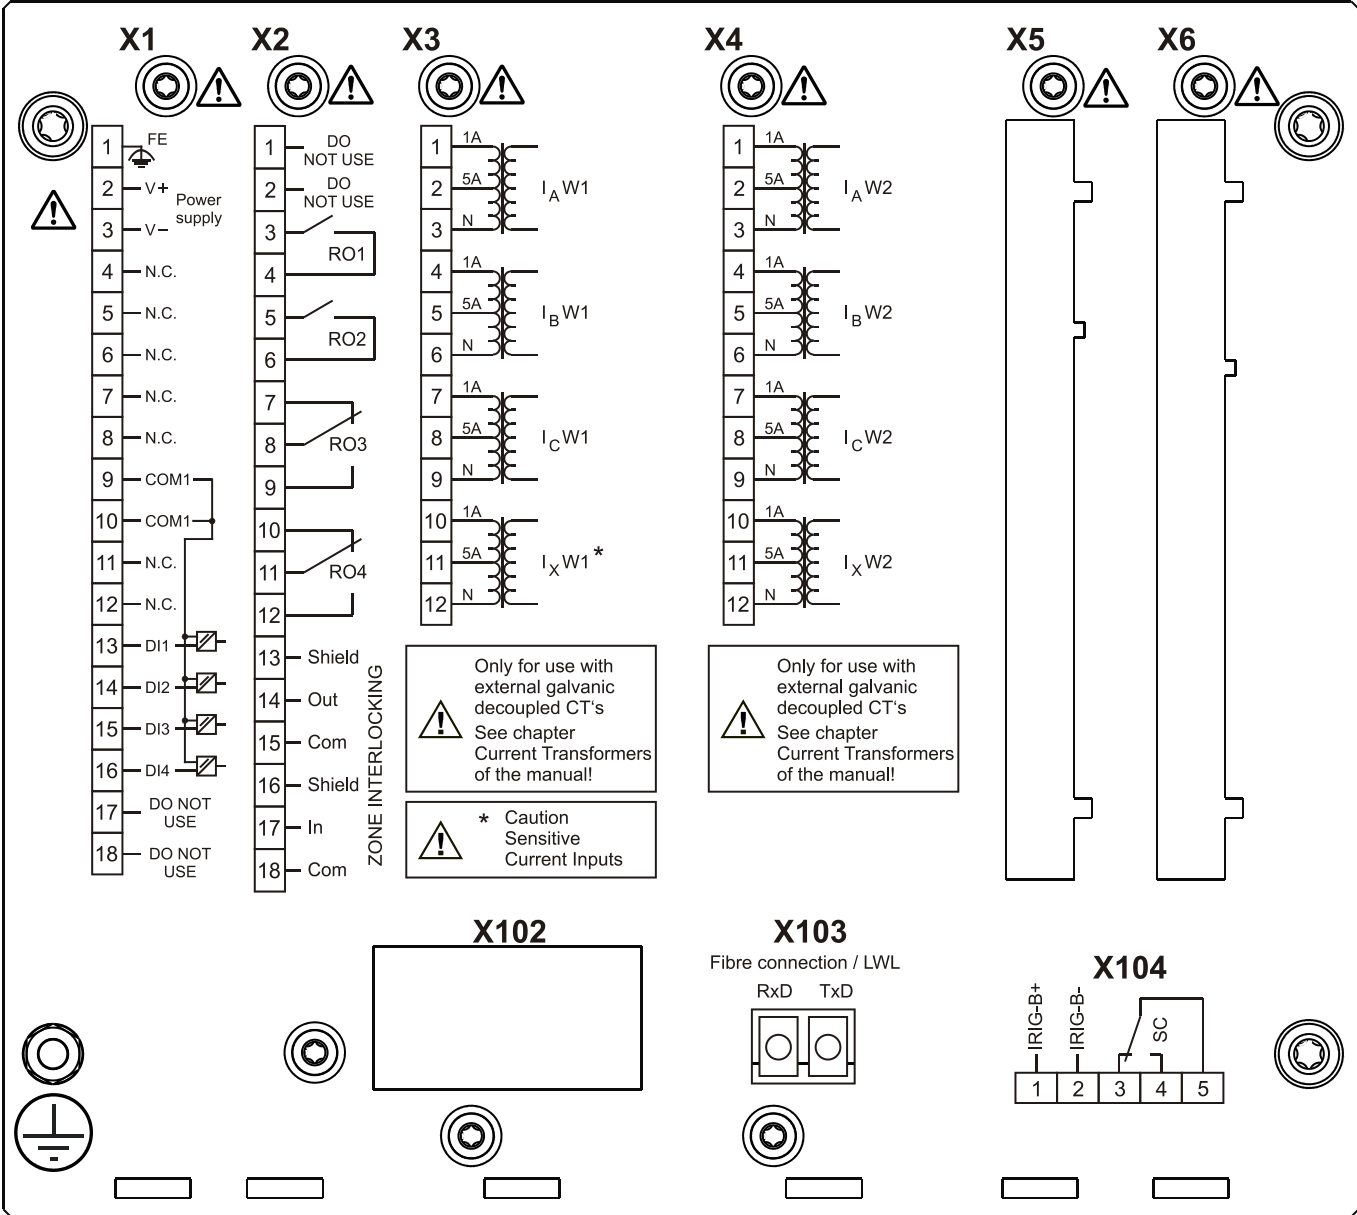 X1
X2
X3
X4
X5
X6
1 FE
2 V+
Power
supply
3 V−
4 N.C.
5 N.C.
6 N.C.
7 N.C.
8 N.C.
9 COM1
10 COM1
11 N.C.
12 N.C.
13 DI1
14 DI2
15 DI3
16 DI4
17 DO NOT
USE
18 DO NOT
USE
1 DO
NOT USE
2 DO
NOT USE
3
RO1
4
5
RO2
6
7
8 RO3
9
10
11 RO4
12
13 Shield
14 Out
15 Com
16 Shield
17 In
18 Com
ZONE INTERLOCKING
1 1A
2 5A IAW1
3 N
4 1A
5 5A IBW1
6 N
7 1A
8 5A ICW1
9 N
10 1A
11 5A IXW1*
12 N
! Only for use with
external galvanic
decoupled CT‘s
See chapter
Current Transformers
of the manual!
! * Caution
Sensitive
Current Inputs
1 1A
2 5A IAW2
3 N
4 1A
5 5A IBW2
6 N
7 1A
8 5A ICW2
9 N
10 1A
11 5A IXW2
12 N
! Only for use with
external galvanic
decoupled CT‘s
See chapter
Current Transformers
of the manual!
X102
X103
Fibre connection / LWL
RxD TxD
X104
IRIG-B+
IRIG-B-
SC
1 2 3 4 5